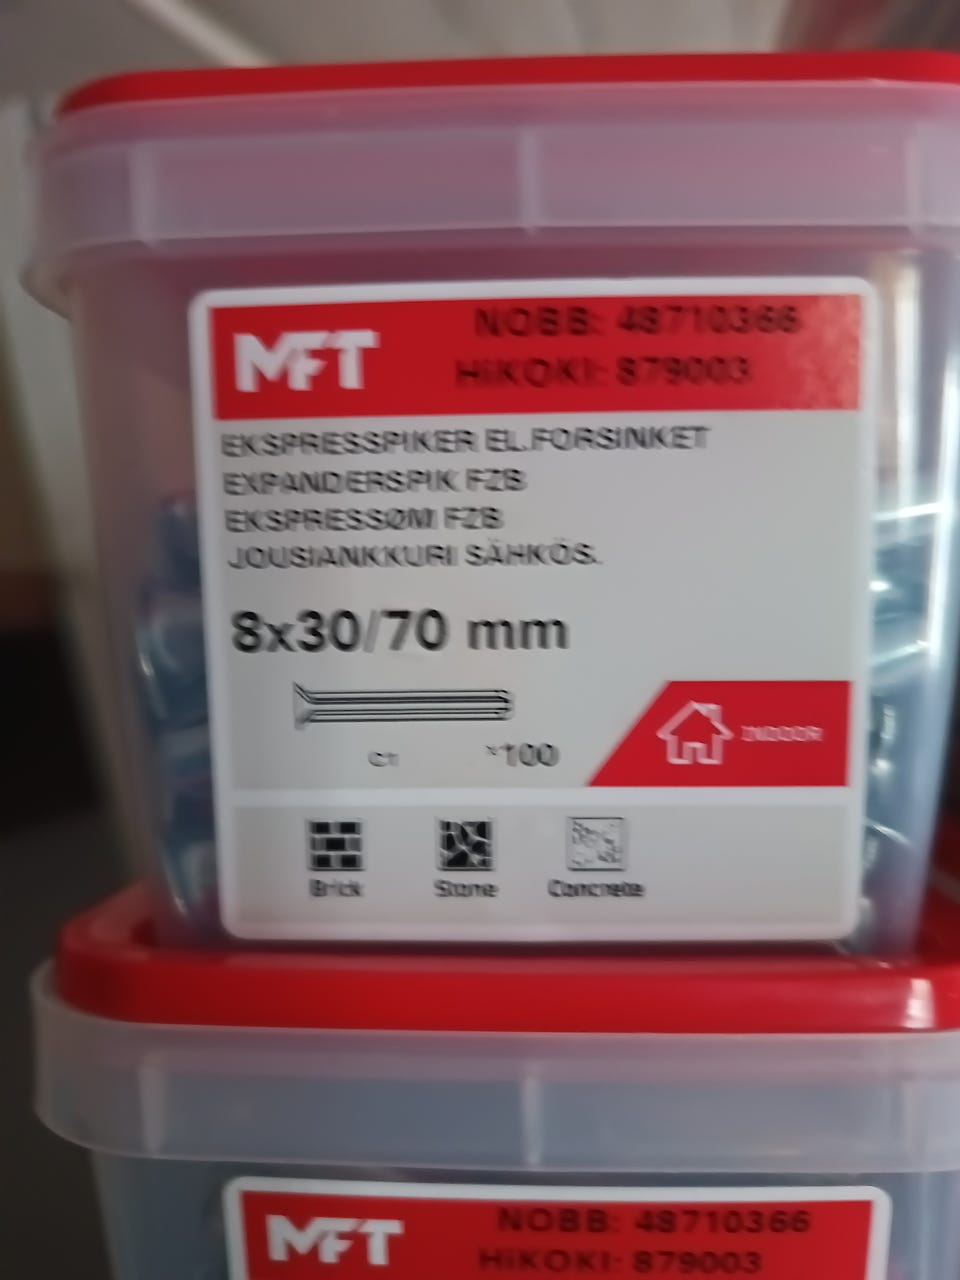 MFT
NOBB: 48710366
HiKOKI: 879003
EKSPRESSPIKER EL.FORSINKET
EXPANDERSPIK FZB
EKSPRESSØM FZB
JOUSIANKKURI SÄHKÖS.
8x30/70 mm
C1 x100
INDOOR
Brick Stone Concrete
MFT
NOBB: 48710366
HiKOKI: 879003